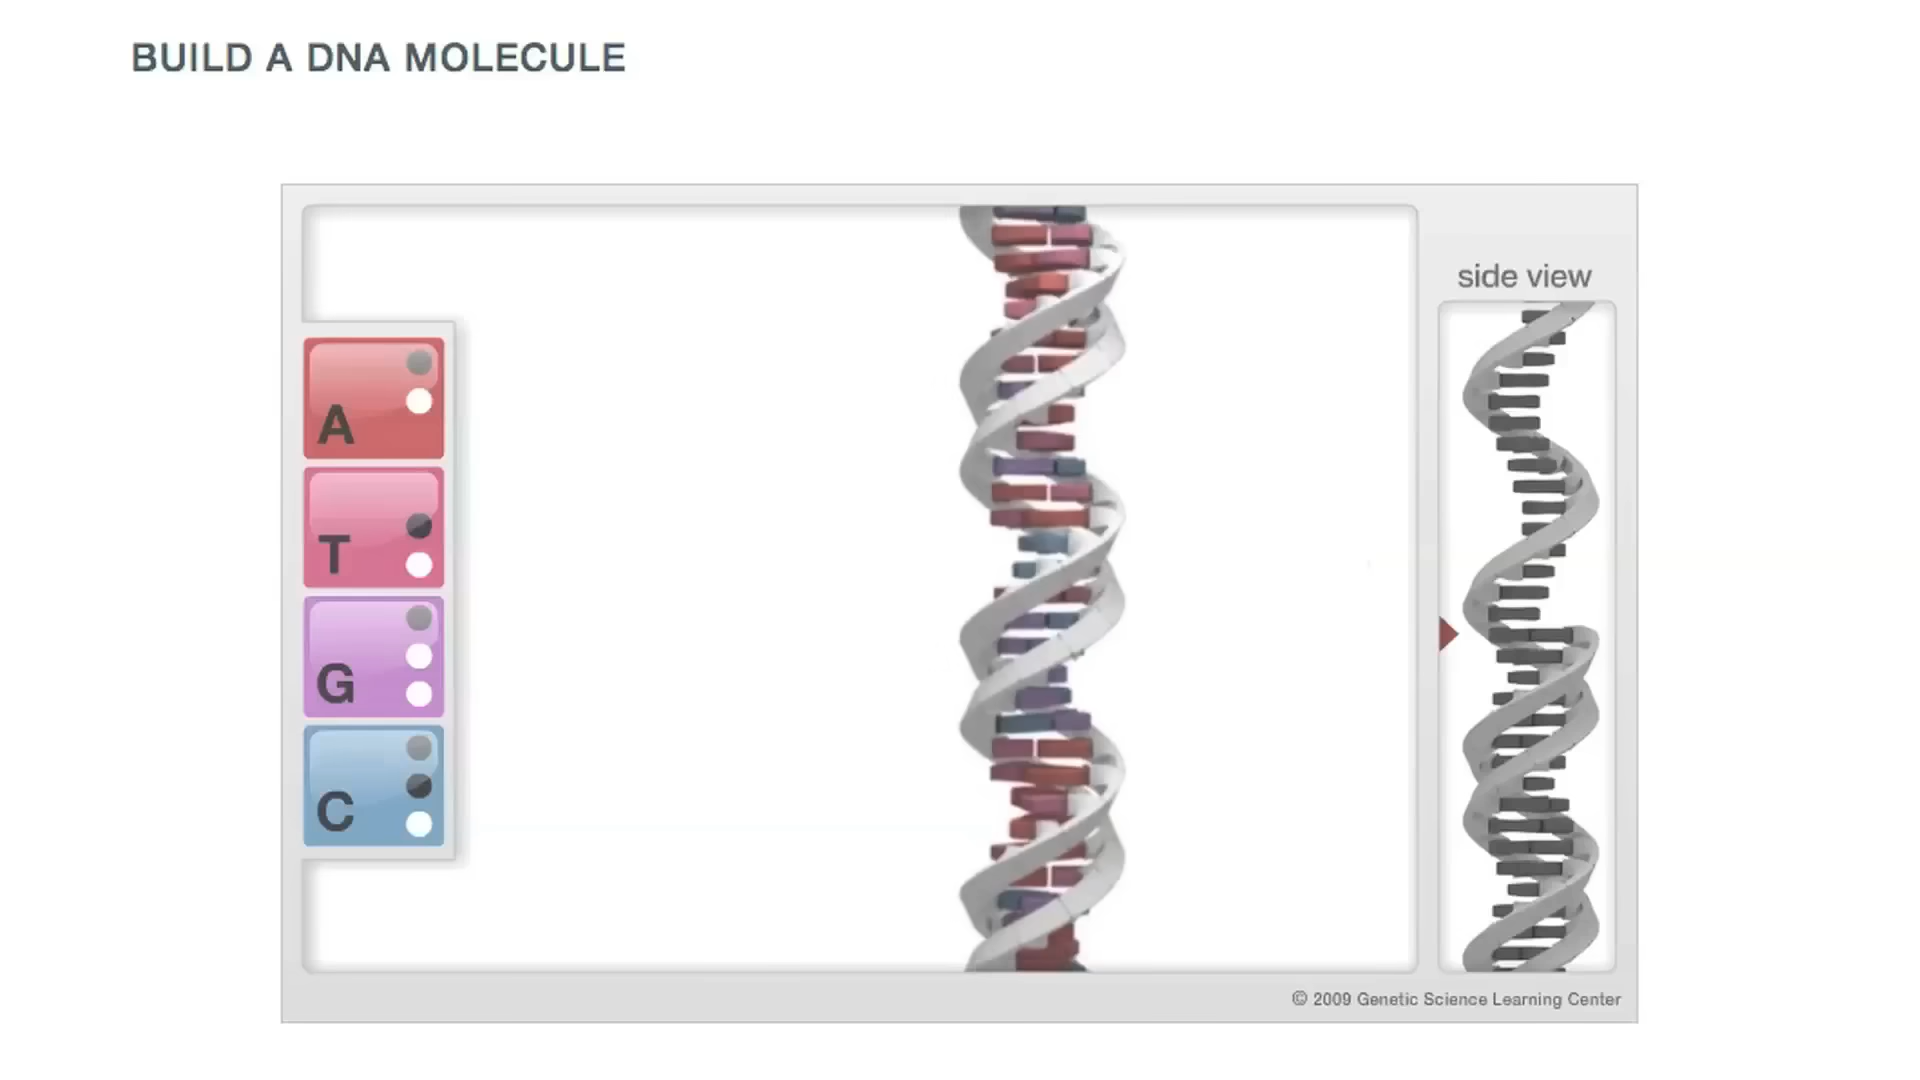 BUILD A DNA MOLECULE
side view
A
T
G
C
© 2009 Genetic Science Learning Center